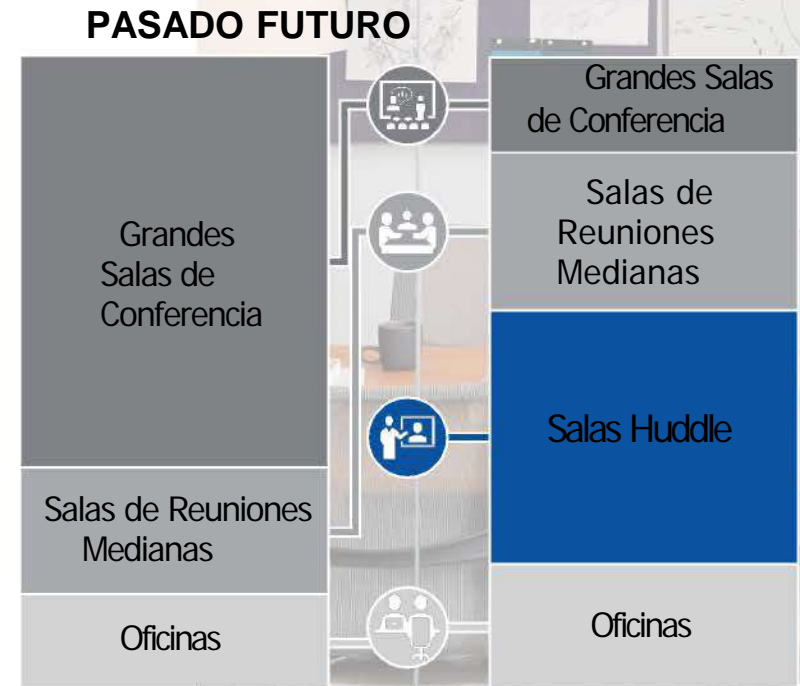 PASADO FUTURO
Grandes
Salas de
Conferencia
Salas de Reuniones
Medianas
Oficinas
Grandes Salas
de Conferencia
Salas de
Reuniones
Medianas
Salas Huddle
Oficinas